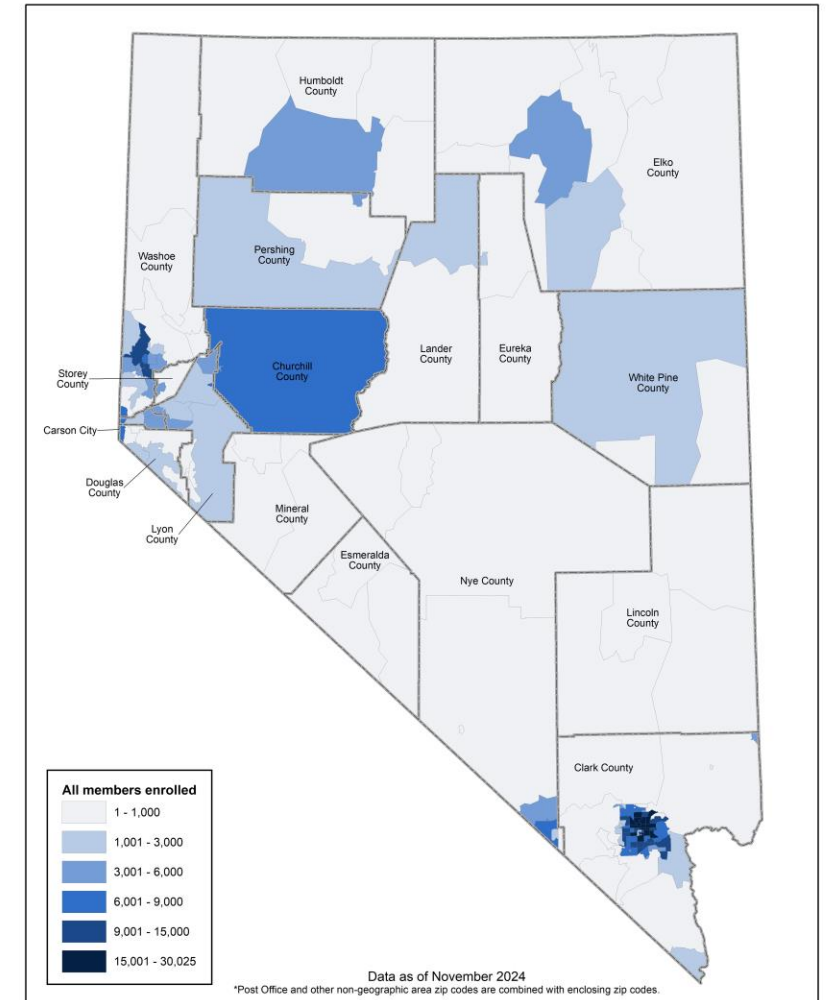 Humboldt
County
Elko
County
Washoe
County
Pershing
County
Lander
County
Eureka
County
Churchill
County
White Pine
County
Storey
County
Carson City
Douglas
County
Lyon
County
Mineral
County
Esmeralda
County
Nye County
Lincoln
County
Clark County
All members enrolled
1 - 1,000
1,001 - 3,000
3,001 - 6,000
6,001 - 9,000
9,001 - 15,000
15,001 - 30,025
Data as of November 2024
*Post Office and other non-geographic area zip codes are combined with enclosing zip codes.